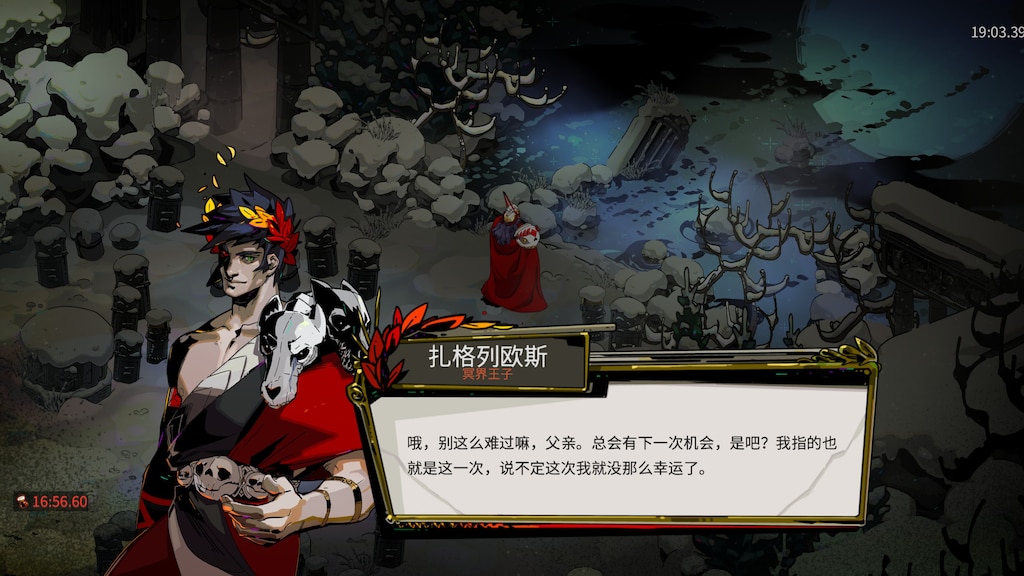 19:03.39
扎格列欧斯
冥界王子
哦，别这么难过嘛，父亲。总会有下一次机会，是吧？我指的也
就是这一次，说不定这次我就没那么幸运了。
16:56.60